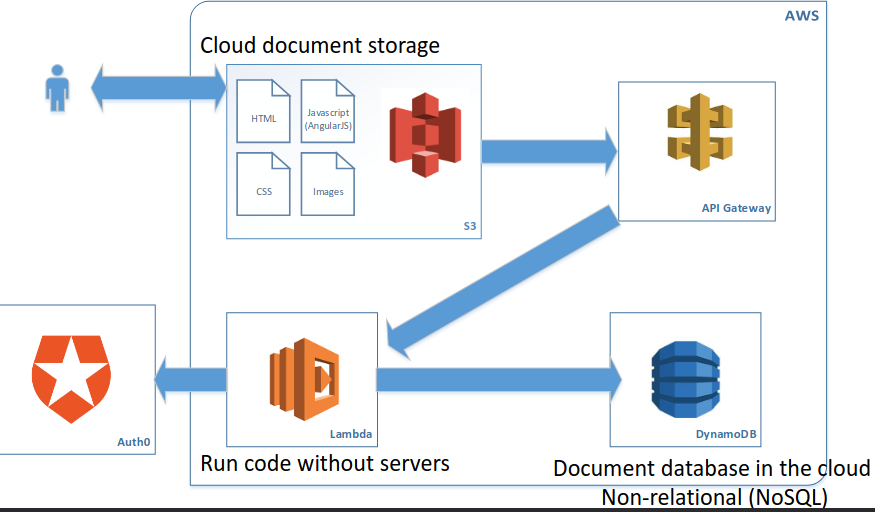 AWS
Cloud document storage
HTML
Javascript
(AngularJS)
CSS
Images
S3
API Gateway
Auth0
Lambda
DynamoDB
Run code without servers
Document database in the cloud
Non-relational (NoSQL)